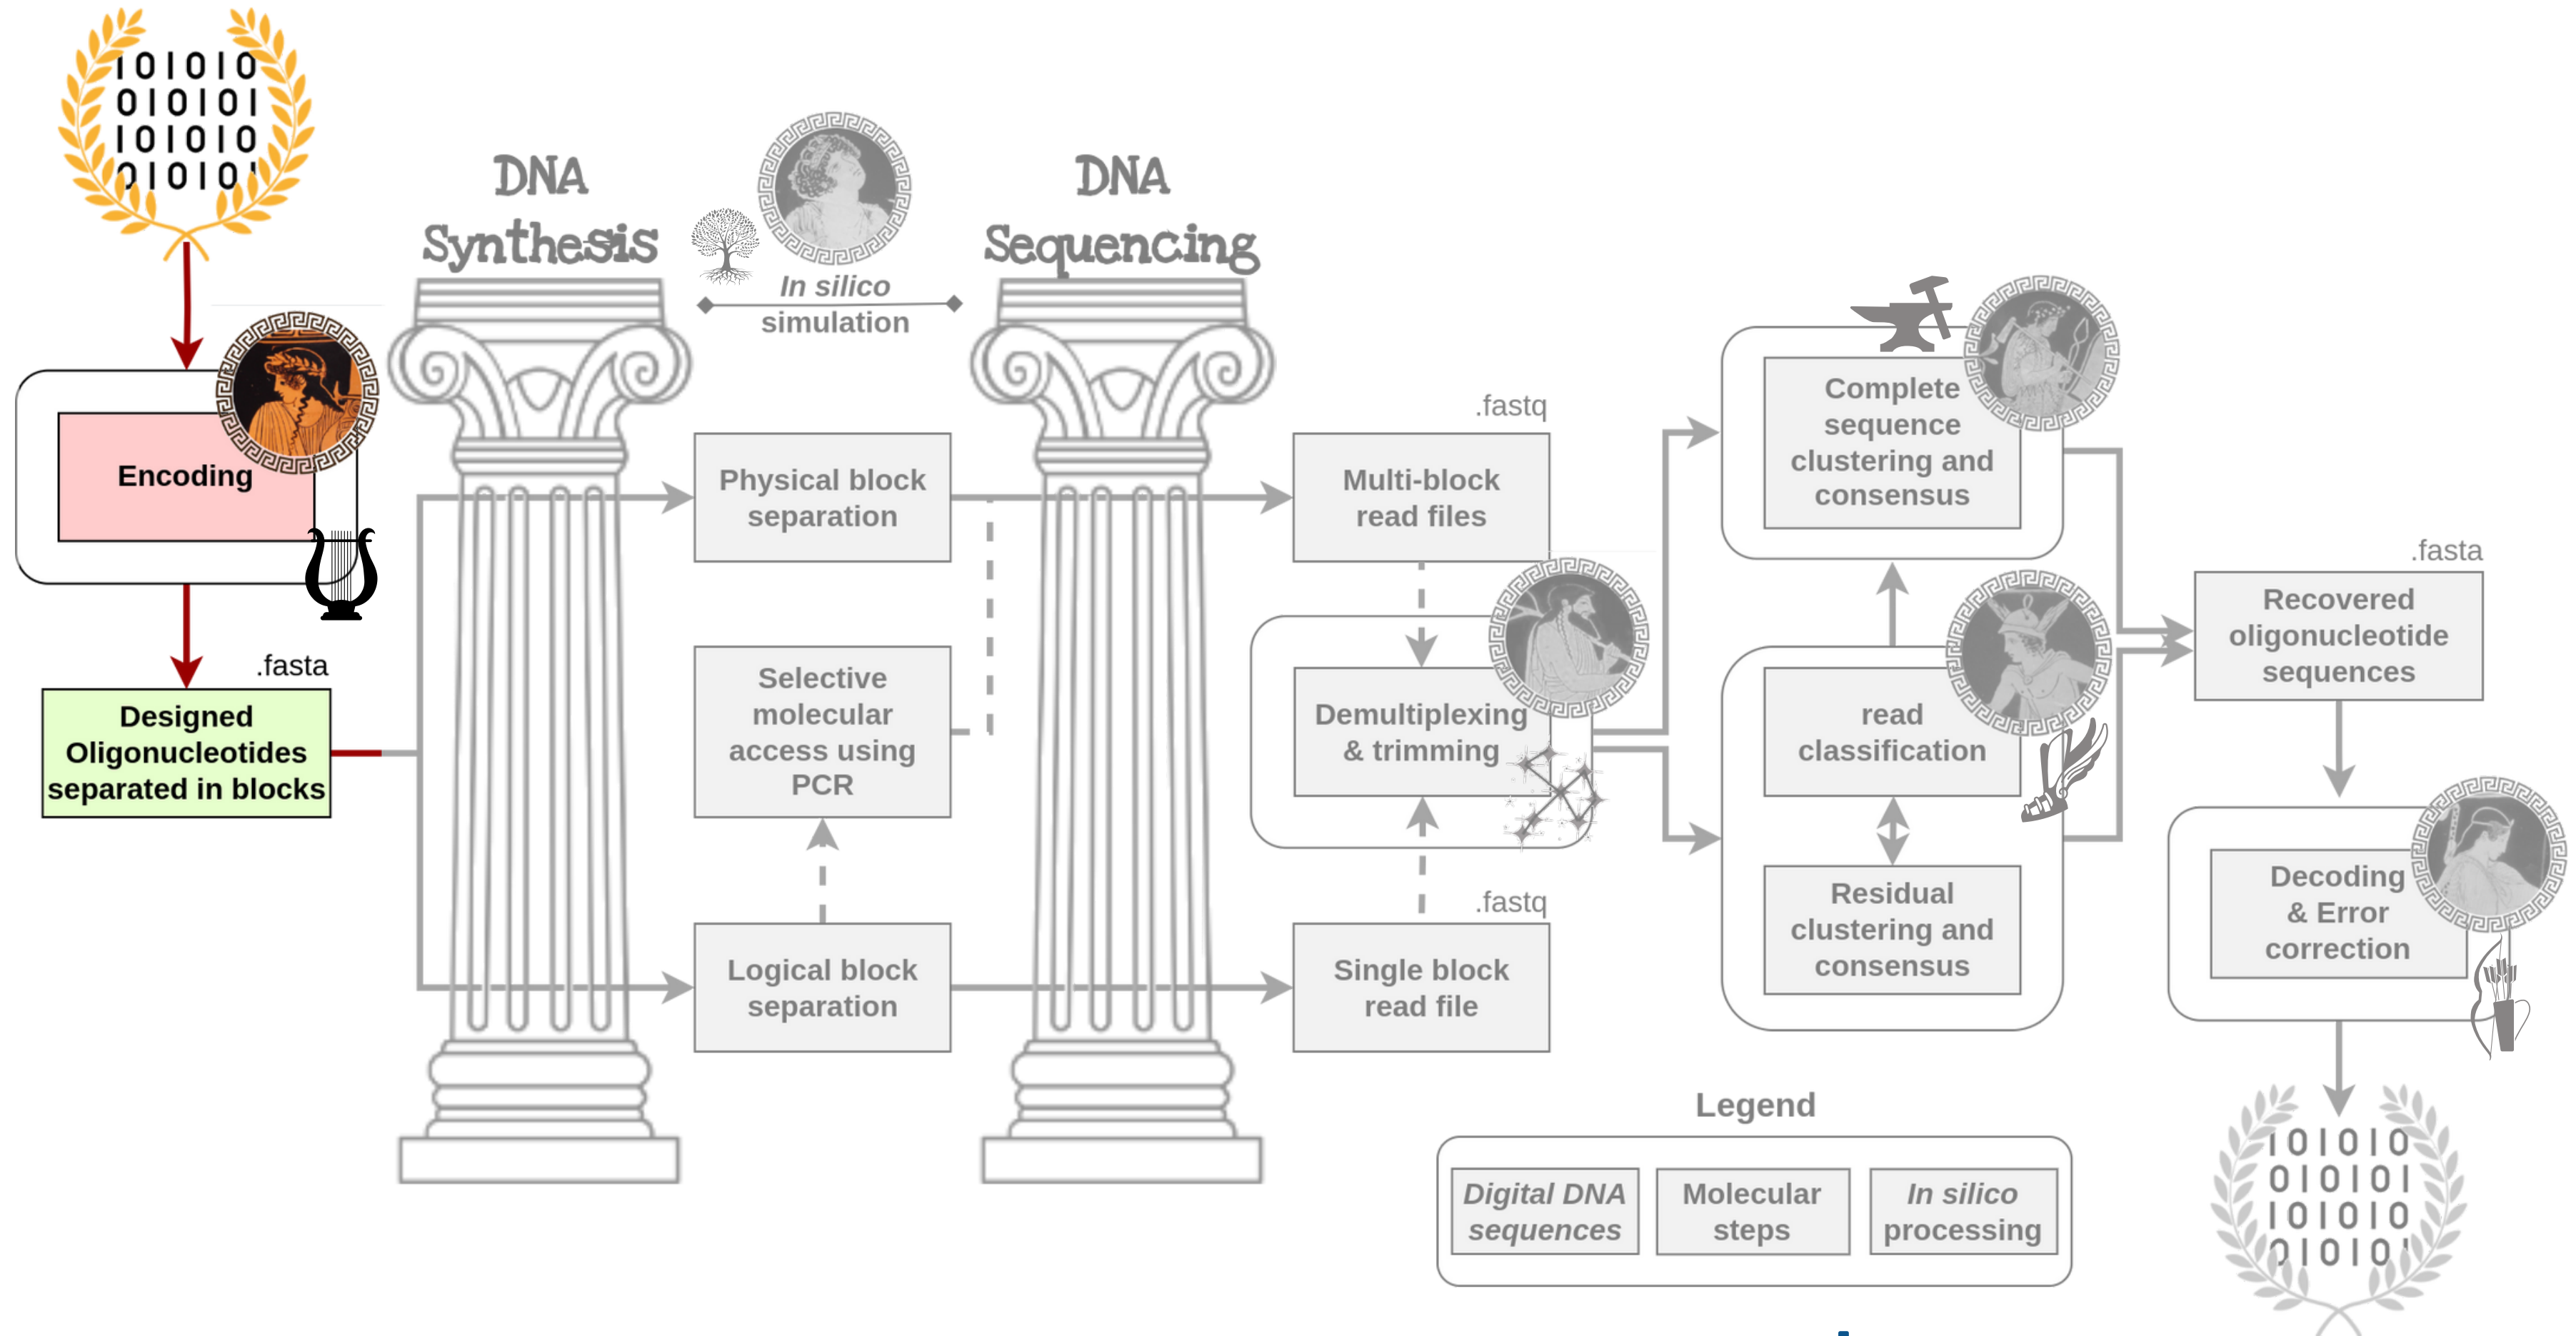 101010
010101
101010
010101
Encoding
.fasta
Designed
Oligonucleotides
separated in blocks
DNA
Synthesis
In silico
simulation
DNA
Sequencing
Physical block
separation
Selective
molecular
access using
PCR
Logical block
separation
.fastq
Multi-block
read files
Demultiplexing
& trimming
.fastq
Single block
read file
Complete
sequence
clustering and
consensus
read
classification
Residual
clustering and
consensus
.fasta
Recovered
oligonucleotide
sequences
Decoding
& Error
correction
101010
010101
101010
010101
Legend
Digital DNA
sequences
Molecular
steps
In silico
processing